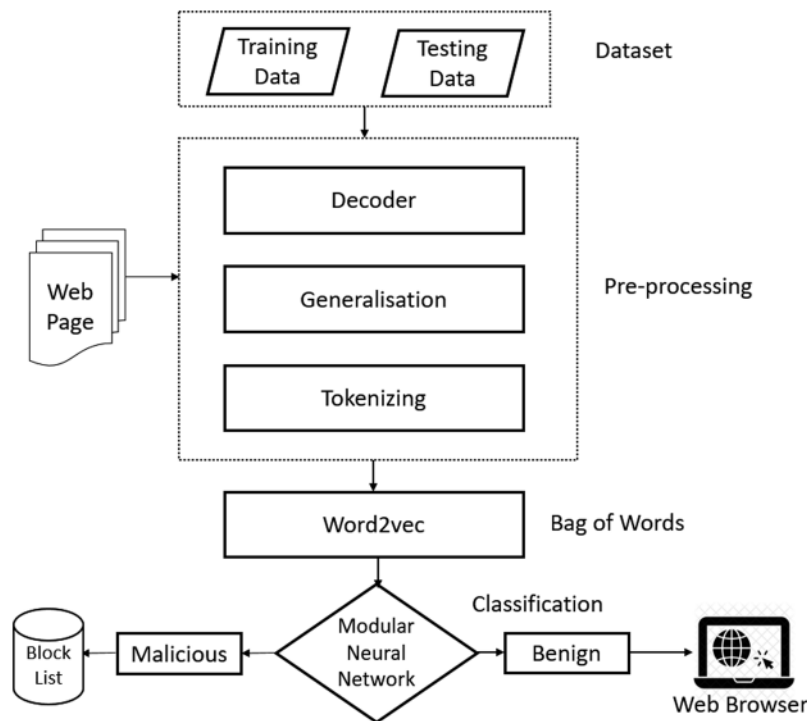 Training
Data
Testing
Data
Dataset
Decoder
Web
Page
Generalisation
Pre-processing
Tokenizing
Word2vec
Bag of Words
Classification
Block
List
Malicious
Modular
Neural
Network
Benign
Web Browser